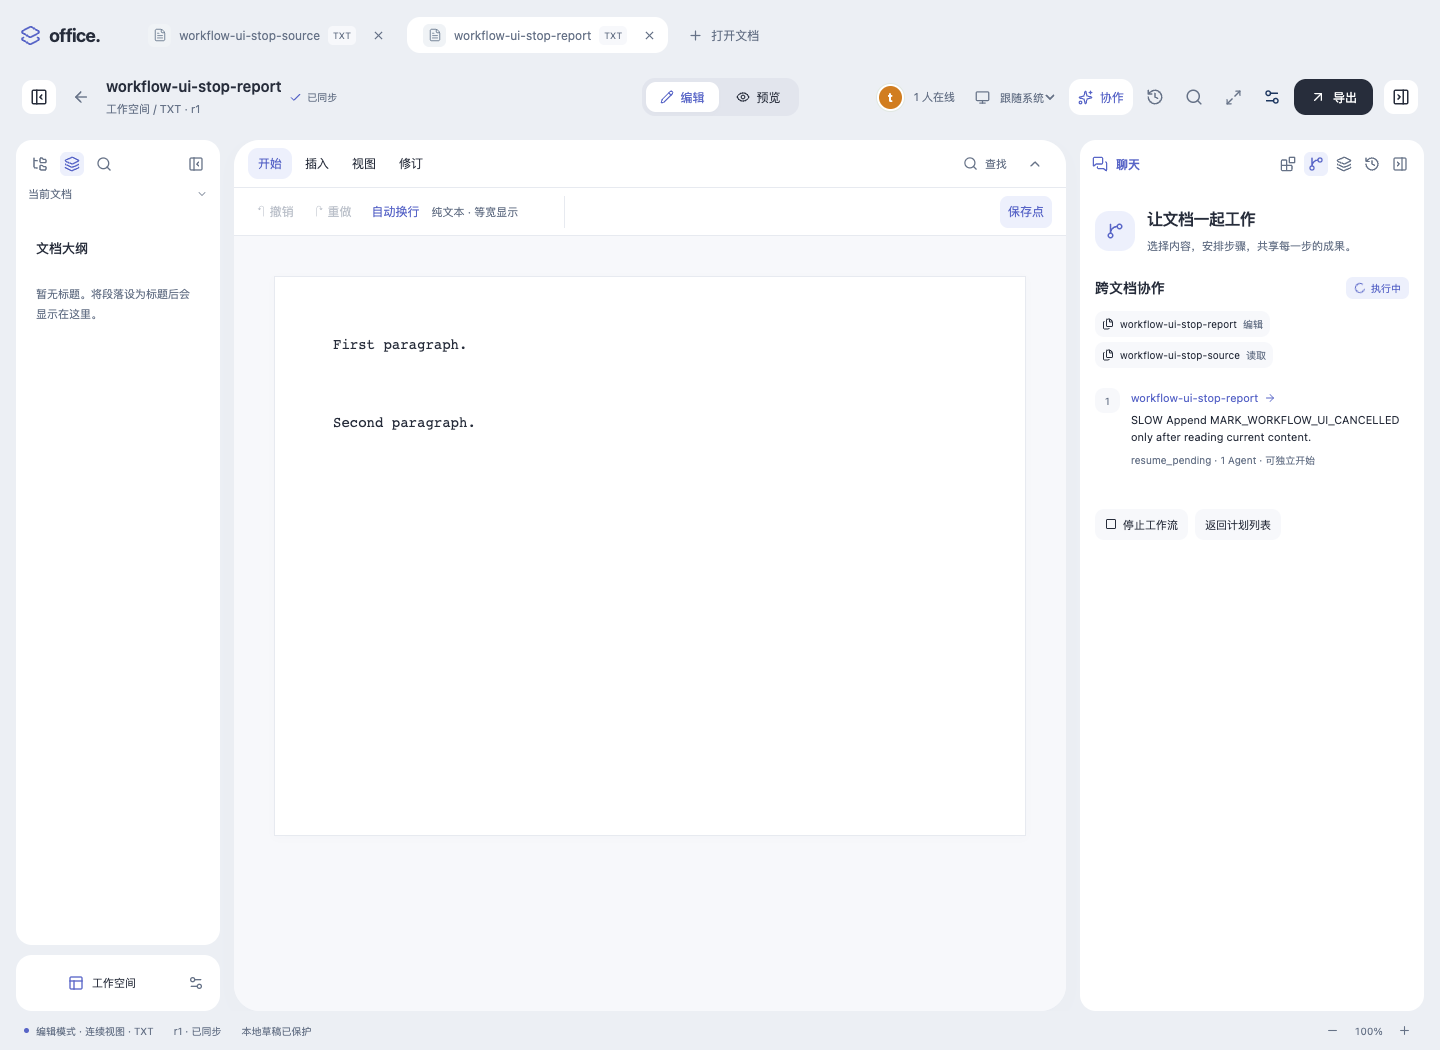 office.
workflow-ui-stop-source TXT
workflow-ui-stop-report TXT
打开文档
workflow-ui-stop-report
已同步
工作空间 / TXT · r1
编辑
预览
t
1 人在线
跟随系统
协作
导出
当前文档
文档大纲
暂无标题。将段落设为标题后会
显示在这里。
工作空间
开始 插入 视图 修订
查找
撤销 重做 自动换行 纯文本 · 等宽显示
保存点
First paragraph.
Second paragraph.
聊天
让文档一起工作
选择内容，安排步骤，共享每一步的成果。
跨文档协作
执行中
workflow-ui-stop-report 编辑
workflow-ui-stop-source 读取
1
workflow-ui-stop-report
SLOW Append MARK_WORKFLOW_UI_CANCELLED
only after reading current content.
resume_pending · 1 Agent · 可独立开始
停止工作流
返回计划列表
编辑模式 · 连续视图 · TXT
r1 · 已同步
本地草稿已保护
100%